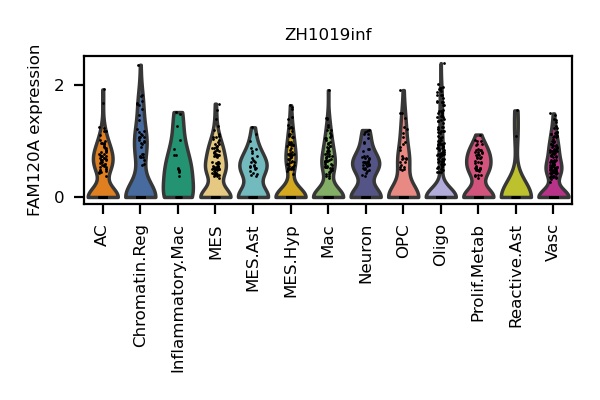 ZH1019inf
FAM120A expression
2
0
AC
Chromatin.Reg
Inflammatory.Mac
MES
MES.Ast
MES.Hyp
Mac
Neuron
OPC
Oligo
Prolif.Metab
Reactive.Ast
Vasc